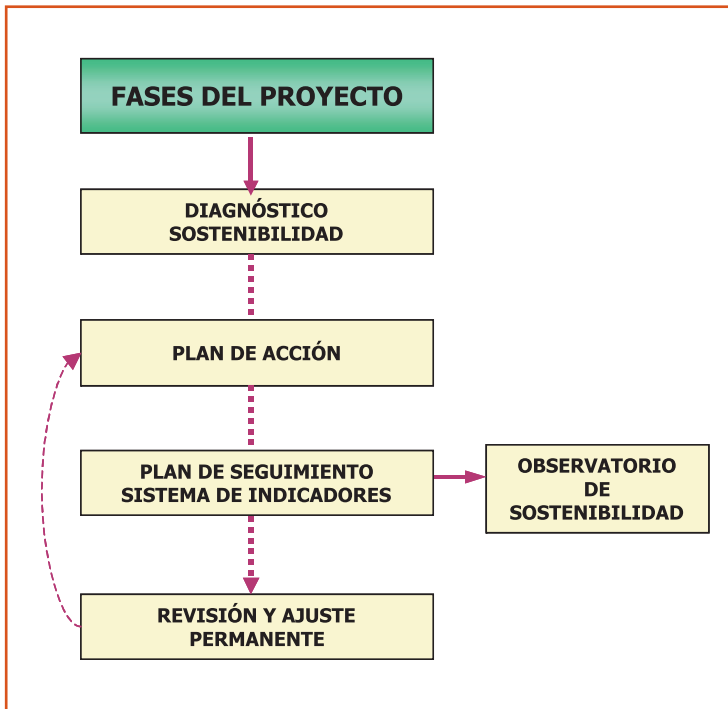 FASES DEL PROYECTO
DIAGNÓSTICO
SOSTENIBILIDAD
PLAN DE ACCIÓN
PLAN DE SEGUIMIENTO
SISTEMA DE INDICADORES
OBSERVATORIO
DE
SOSTENIBILIDAD
REVISIÓN Y AJUSTE
PERMANENTE